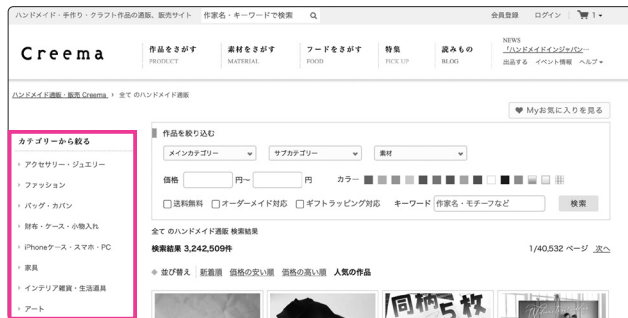 ハンドメイド・手作り・クラフト作品の通販、販売サイト 作家名・キーワードで検索 会員登録 ログイン 1
Creema
作品をさがす 素材をさがす フードをさがす 特集 読みもの
PRODUCT MATERIAL FOOD PICK UP BLOG
NEWS
「ハンドメイドインジャパン…
出品する イベント情報 ヘルプ
ハンドメイド通販・販売 Creema 全て のハンドメイド通販
Myお気に入りを見る
カテゴリーから絞る
アクセサリー・ジュエリー
ファッション
バッグ・カバン
財布・ケース・小物入れ
iPhoneケース・スマホ・PC
家具
インテリア雑貨・生活道具
アート
作品を絞り込む
メインカテゴリー サブカテゴリー 素材
価格 円〜 円 カラー
送料無料 オーダーメイド対応 ギフトラッピング対応 キーワード 作家名・モチーフなど 検索
全て のハンドメイド通販 検索結果
検索結果 3,242,509件 1/40,532 ページ 次へ
並び替え 新着順 価格の安い順 価格の高い順 人気の作品
同柄5枚